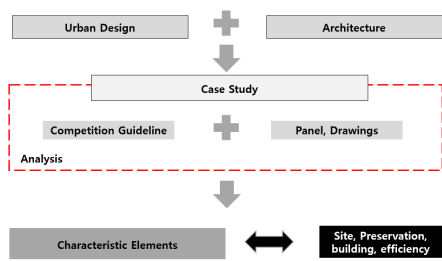 Urban Design
Architecture
Case Study
Competition Guideline
Panel, Drawings
Analysis
Characteristic Elements
Site, Preservation,
building, efficiency